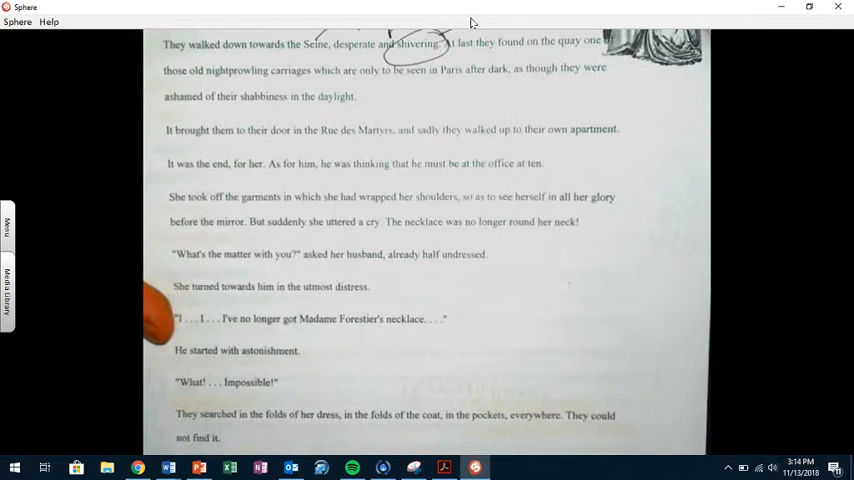 Sphere
Sphere Help
They walked down towards the Seine, desperate and shivering. At last they found on the quay one of
those old nightprowling carriages which are only to be seen in Paris after dark, as though they were
ashamed of their shabbiness in the daylight.
It brought them to their door in the Rue des Martyrs, and sadly they walked up to their own apartment.
It was the end, for her. As for him, he was thinking that he must be at the office at ten.
She took off the garments in which she had wrapped her shoulders, so as to see herself in all her glory
before the mirror. But suddenly she uttered a cry. The necklace was no longer round her neck!
"What's the matter with you?" asked her husband, already half undressed.
She turned towards him in the utmost distress.
"I . . . I . . . I've no longer got Madame Forestier's necklace. . . ."
He started with astonishment.
"What! . . . Impossible!"
They searched in the folds of her dress, in the folds of the coat, in the pockets, everywhere. They could
not find it.
Menu
Media Library
3:14 PM
11/13/2018